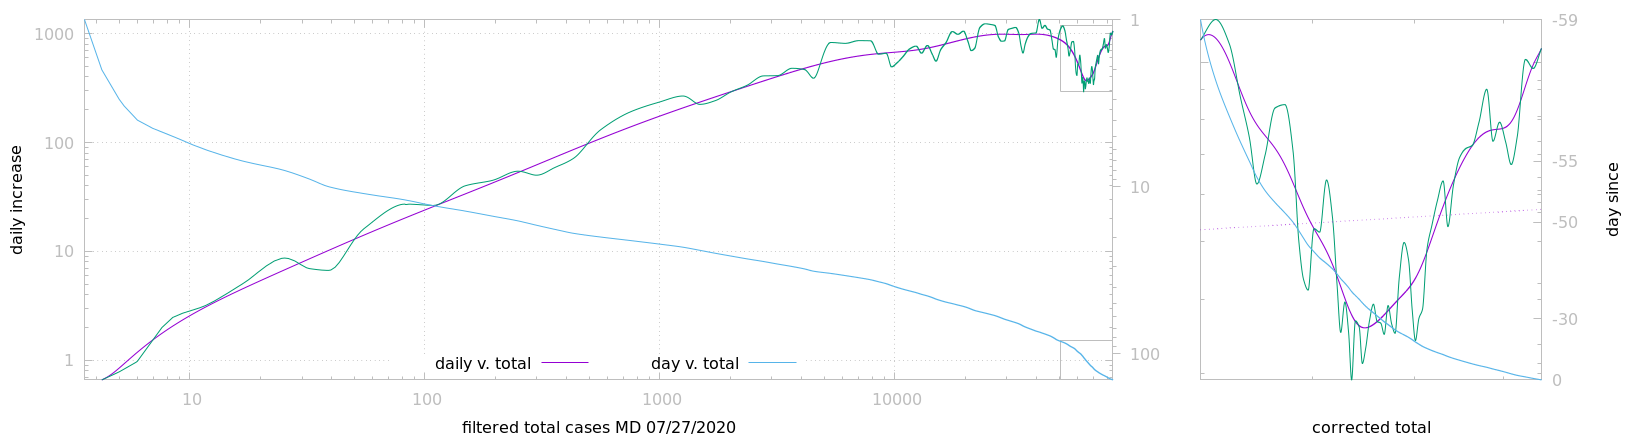 1000
100
10
1
daily increase
10
100
1000
10000
filtered total cases MD 07/27/2020
daily v. total
day v. total
1
10
100
-59
-55
-50
-30
0
day since
corrected total